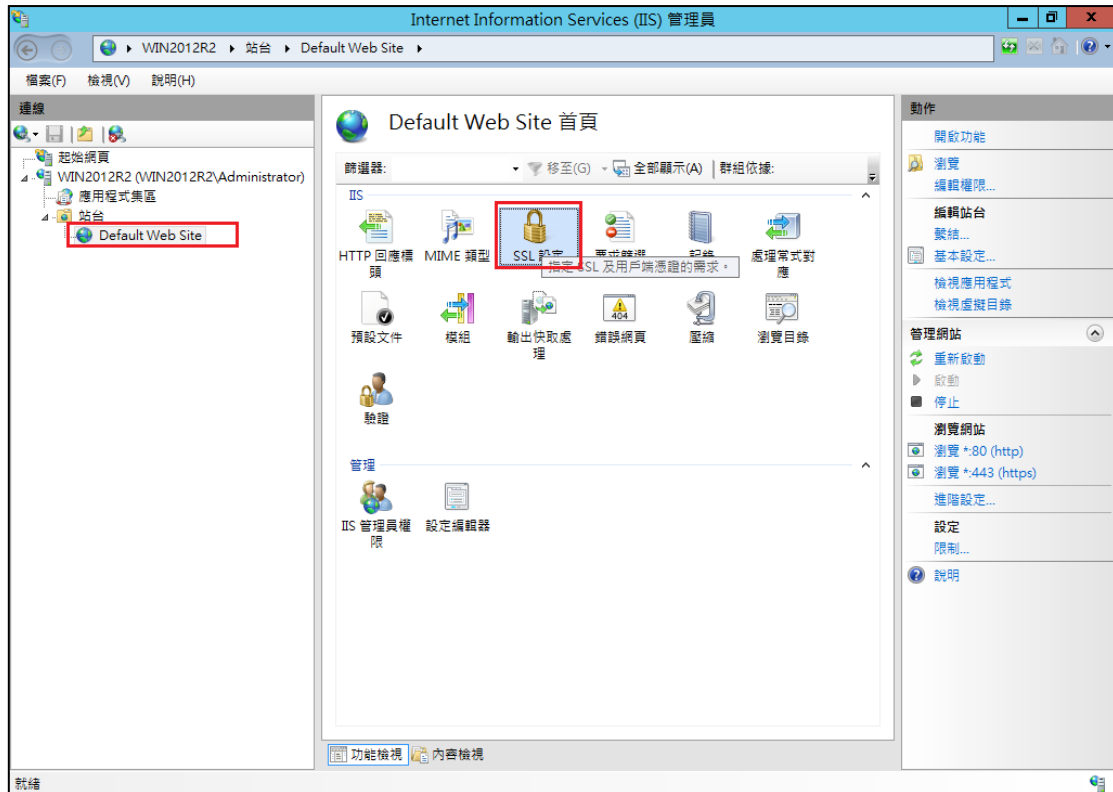 Internet Information Services (IIS) 管理員
WIN2012R2 站台 Default Web Site
檔案(F) 檢視(V) 說明(H)
連線
起始網頁
WIN2012R2 (WIN2012R2\Administrator)
應用程式集區
站台
Default Web Site
Default Web Site 首頁
篩選器: 移至(G) 全部顯示(A) 群組依據:
IIS
HTTP 回應標頭
MIME 類型
SSL 設定
要求篩選
記錄
處理常式對應
指定 SSL 及用戶端憑證的需求。
預設文件
模組
輸出快取處理
404
錯誤網頁
壓縮
瀏覽目錄
驗證
管理
IIS 管理員權限
設定編輯器
功能檢視 內容檢視
動作
開啟功能
瀏覽
編輯權限...
編輯站台
繫結...
基本設定...
檢視應用程式
檢視虛擬目錄
管理網站
重新啟動
啟動
停止
瀏覽網站
瀏覽 *:80 (http)
瀏覽 *:443 (https)
進階設定...
設定
限制...
說明
就緒